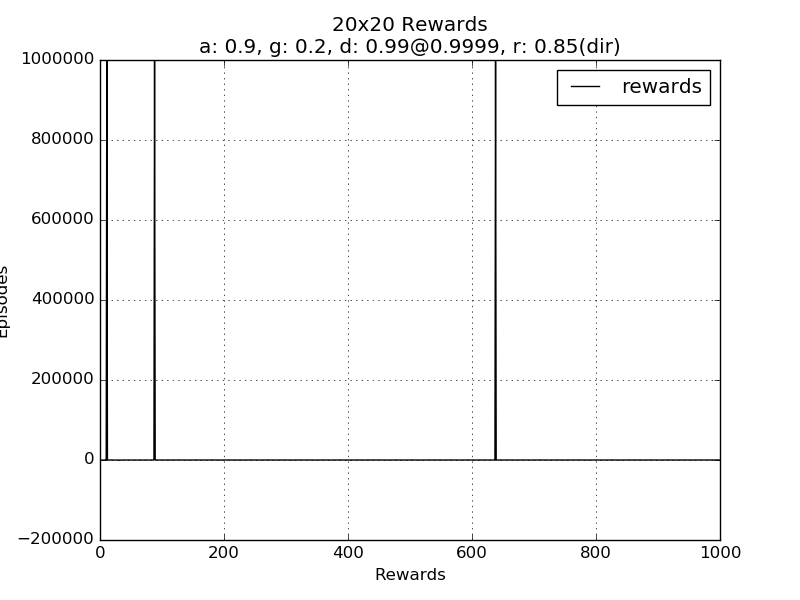 20x20 Rewards
a: 0.9, g: 0.2, d: 0.99@0.9999, r: 0.85(dir)
1000000
rewards
800000
600000
400000
Episodes
200000
0
−200000
0 200 400 600 800 1000
Rewards